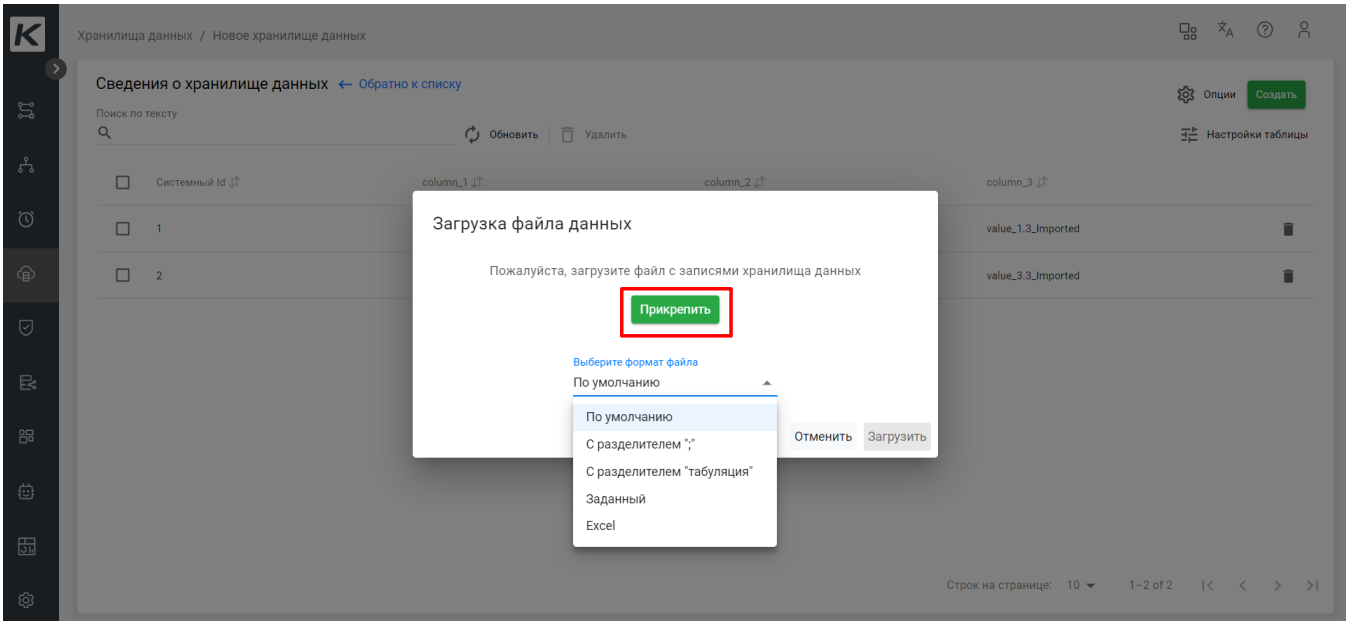 K
Хранилища данных / Новое хранилище данных
Сведения о хранилище данных ← Обратно к списку
Опции Создать
Поиск по тексту
Обновить Удалить
Настройки таблицы
Системный Id column_1 column_2 column_3
1 value_1.3_Imported
2 value_3.3_Imported
Загрузка файла данных
Пожалуйста, загрузите файл с записями хранилища данных
Прикрепить
Выберите формат файла
По умолчанию
По умолчанию
С разделителем ";"
С разделителем "табуляция"
Заданный
Excel
Отменить Загрузить
Строк на странице: 10 1–2 of 2